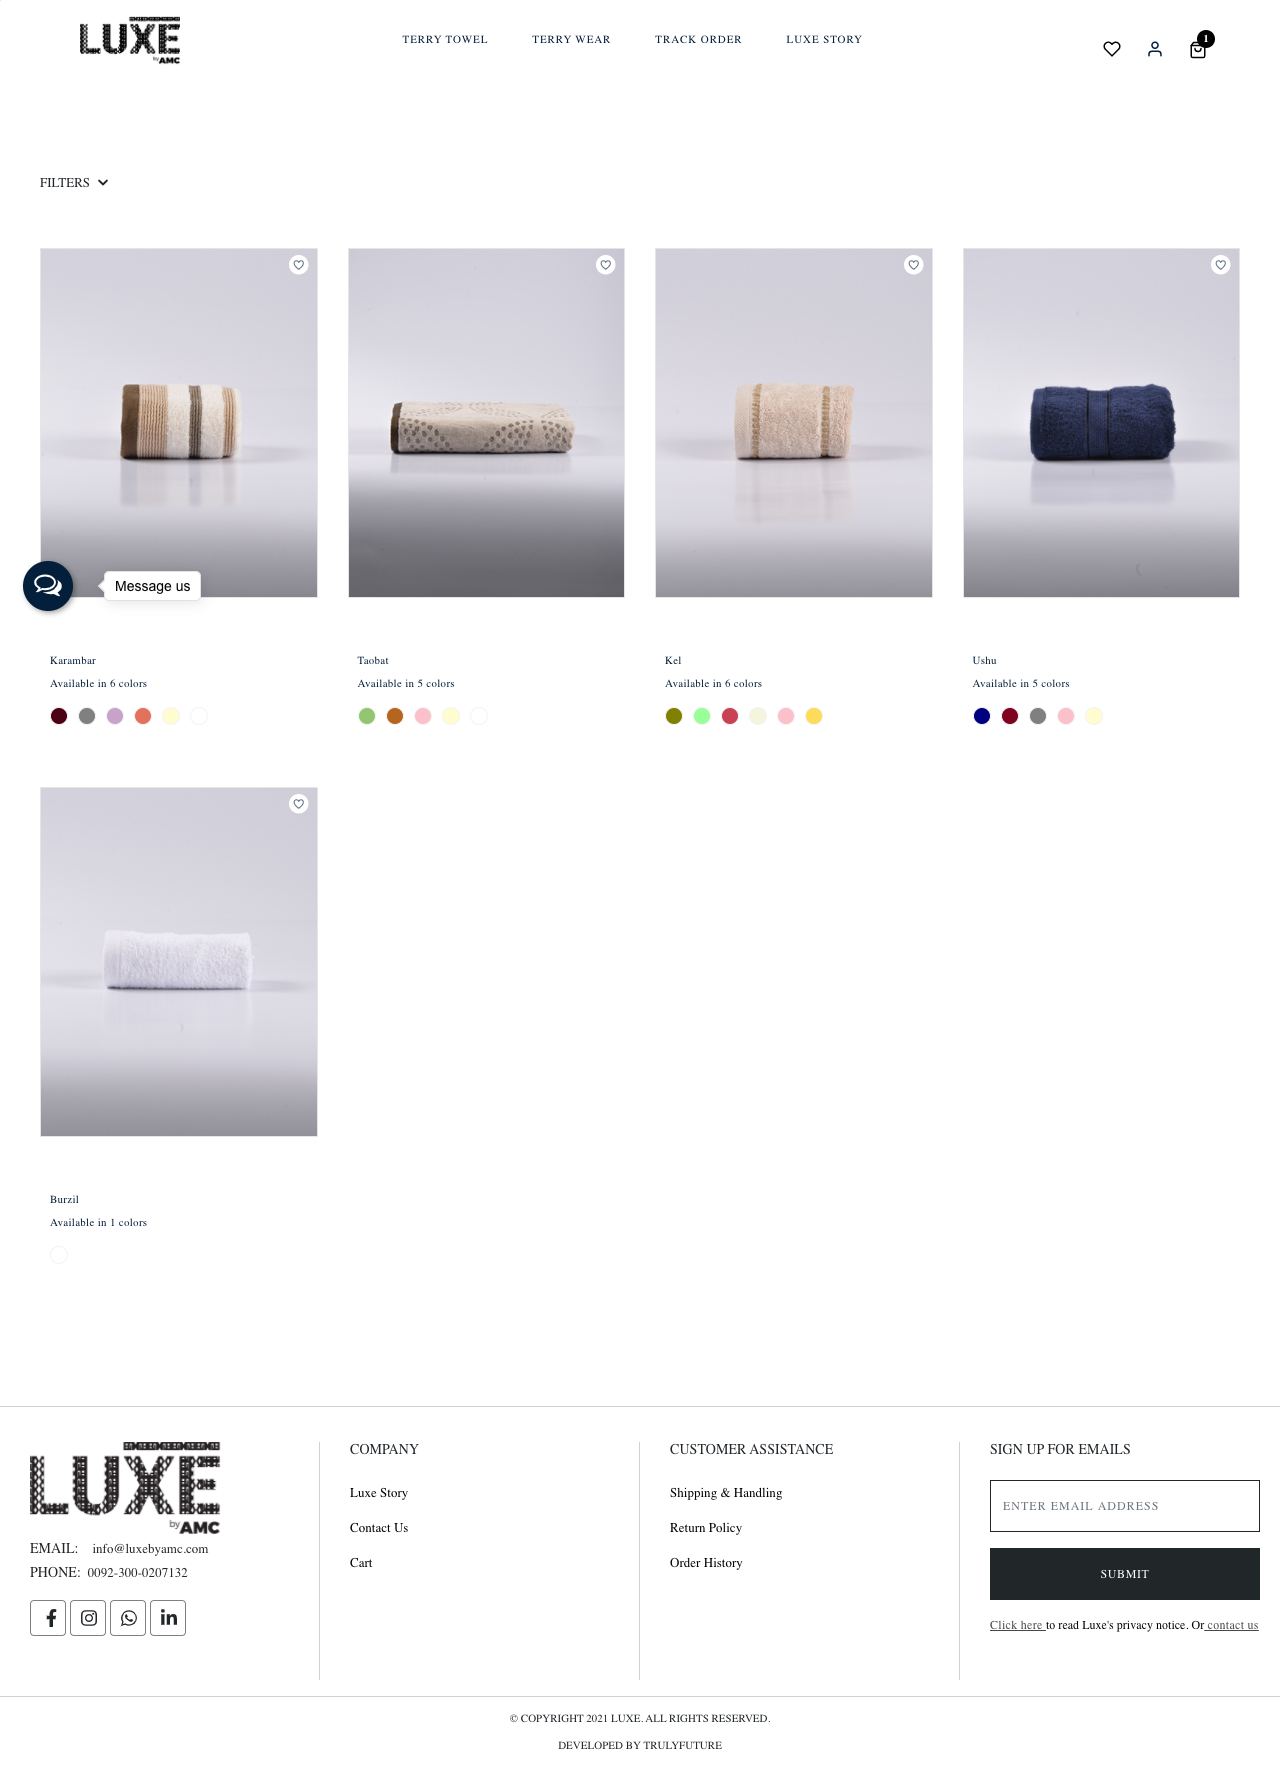 LUXE
by AMC
TERRY TOWEL
TERRY WEAR
TRACK ORDER
LUXE STORY
1
FILTERS
Message us
Karambar
Available in 6 colors
Taobat
Available in 5 colors
Kel
Available in 6 colors
Ushu
Available in 5 colors
Burzil
Available in 1 colors
LUXE
by AMC
EMAIL: info@luxebyamc.com
PHONE: 0092-300-0207132
COMPANY
Luxe Story
Contact Us
Cart
CUSTOMER ASSISTANCE
Shipping & Handling
Return Policy
Order History
SIGN UP FOR EMAILS
ENTER EMAIL ADDRESS
SUBMIT
Click here to read Luxe's privacy notice. Or contact us
© COPYRIGHT 2021 LUXE. ALL RIGHTS RESERVED.
DEVELOPED BY TRULYFUTURE